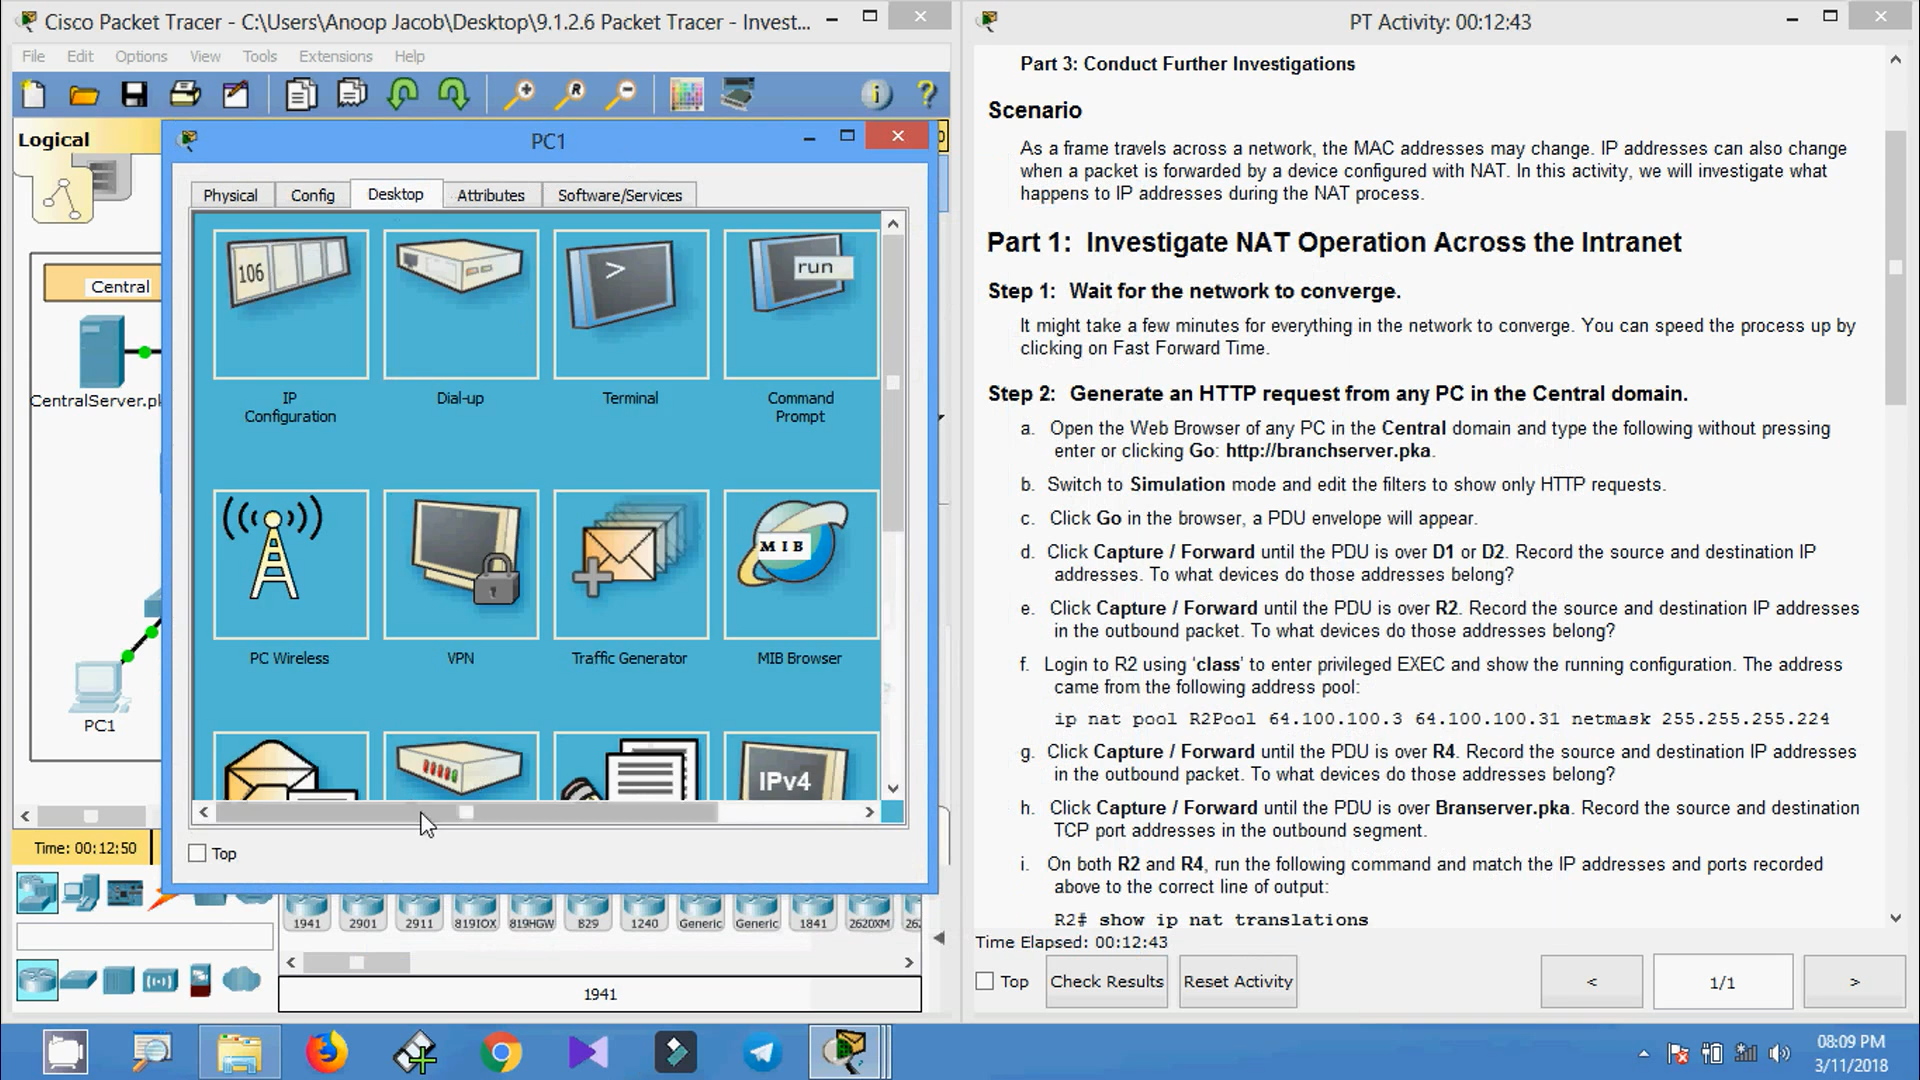 Cisco Packet Tracer - C:\Users\Anoop Jacob\Desktop\9.1.2.6 Packet Tracer - Invest...
File Edit Options View Tools Extensions Help
Logical
Central
CentralServer.pk
PC1
Time: 00:12:50
PC1
Physical Config Desktop Attributes Software/Services
106
>
run
IP
Configuration
Dial-up
Terminal
Command
Prompt
MIB
PC Wireless
VPN
Traffic Generator
MIB Browser
IPv4
Top
1941 2901 2911 819IOX 819HGW 829 1240 Generic Generic 1841 2620XM 262
1941
PT Activity: 00:12:43
Part 3: Conduct Further Investigations
Scenario
As a frame travels across a network, the MAC addresses may change. IP addresses can also change
when a packet is forwarded by a device configured with NAT. In this activity, we will investigate what
happens to IP addresses during the NAT process.
Part 1: Investigate NAT Operation Across the Intranet
Step 1: Wait for the network to converge.
It might take a few minutes for everything in the network to converge. You can speed the process up by
clicking on Fast Forward Time.
Step 2: Generate an HTTP request from any PC in the Central domain.
a. Open the Web Browser of any PC in the Central domain and type the following without pressing
enter or clicking Go: http://branchserver.pka.
b. Switch to Simulation mode and edit the filters to show only HTTP requests.
c. Click Go in the browser, a PDU envelope will appear.
d. Click Capture / Forward until the PDU is over D1 or D2. Record the source and destination IP
addresses. To what devices do those addresses belong?
e. Click Capture / Forward until the PDU is over R2. Record the source and destination IP addresses
in the outbound packet. To what devices do those addresses belong?
f. Login to R2 using ‘class’ to enter privileged EXEC and show the running configuration. The address
came from the following address pool:
ip nat pool R2Pool 64.100.100.3 64.100.100.31 netmask 255.255.255.224
g. Click Capture / Forward until the PDU is over R4. Record the source and destination IP addresses
in the outbound packet. To what devices do those addresses belong?
h. Click Capture / Forward until the PDU is over Branserver.pka. Record the source and destination
TCP port addresses in the outbound segment.
i. On both R2 and R4, run the following command and match the IP addresses and ports recorded
above to the correct line of output:
R2# show ip nat translations
Time Elapsed: 00:12:43
Top Check Results Reset Activity < 1/1 >
08:09 PM
3/11/2018